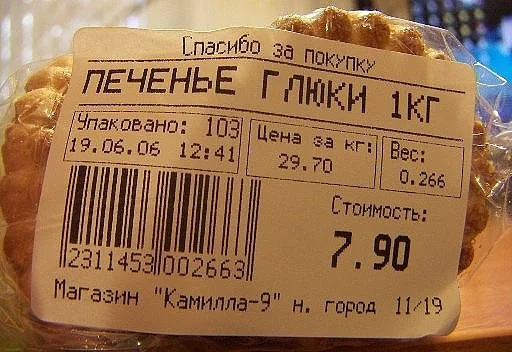 Спасибо за покупку
ПЕЧЕНЬЕ ГЛЮКИ 1КГ
Упаковано: 103
19.06.06 12:41
Цена за кг:
29.70
Вес:
0.266
Стоимость:
7.90
2311453 002663
Магазин "Камилла-9" н. город 11/19